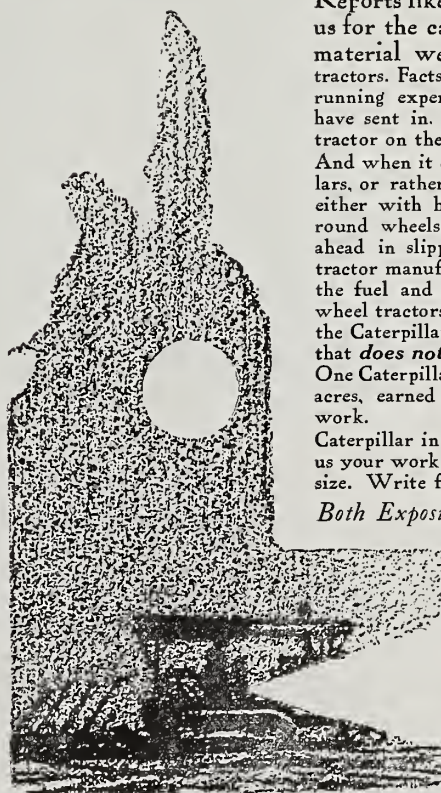 Reports like
us for the ca
material we
tractors. Facts
running exper
have sent in.
tractor on the
And when it
lars, or rather
either with h
round wheels
ahead in slipp
tractor manuf
the fuel and
wheel tractors
the Caterpilla
that does not
One Caterpilla
acres, earned
work.
Caterpillar in
us your work
size. Write f
Both Exposi